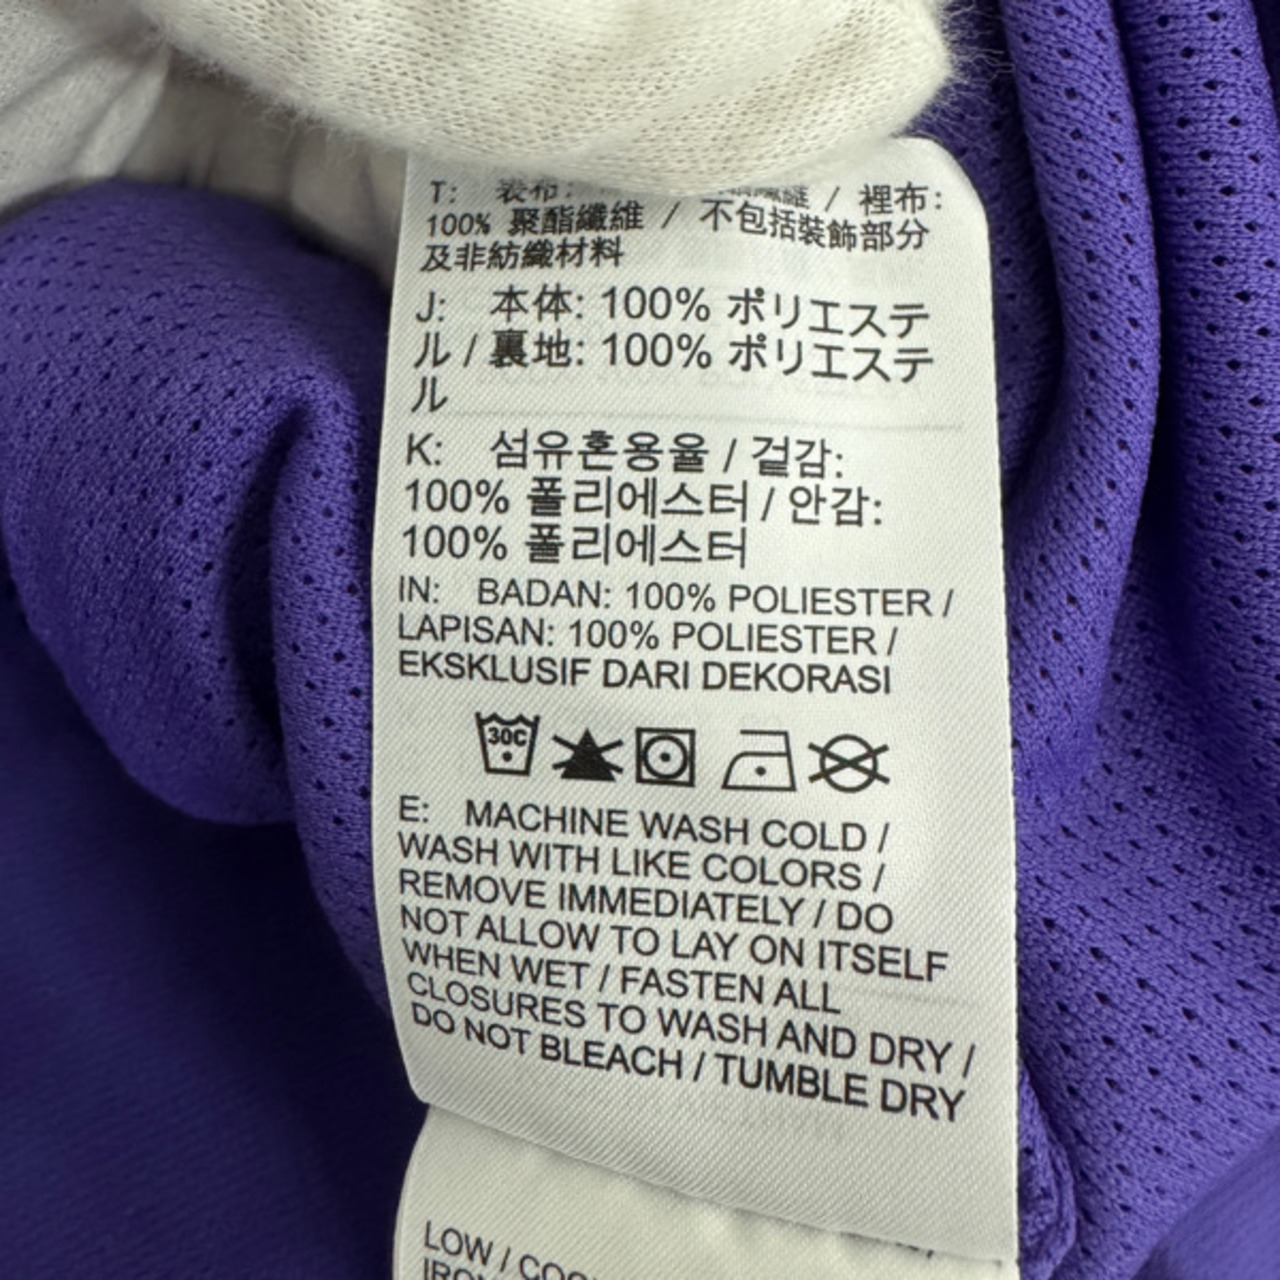 T: 表布: 纖維 / 裡布:
100% 聚酯纖維 / 不包括裝飾部分
及非紡織材料
J: 本体: 100% ポリエステ
ル / 裏地: 100% ポリエステ
ル
K: 섬유혼용율 / 겉감:
100% 폴리에스터 / 안감:
100% 폴리에스터
IN: BADAN: 100% POLIESTER /
LAPISAN: 100% POLIESTER /
EKSKLUSIF DARI DEKORASI
30C
E: MACHINE WASH COLD /
WASH WITH LIKE COLORS /
REMOVE IMMEDIATELY / DO
NOT ALLOW TO LAY ON ITSELF
WHEN WET / FASTEN ALL
CLOSURES TO WASH AND DRY /
DO NOT BLEACH / TUMBLE DRY
LOW /